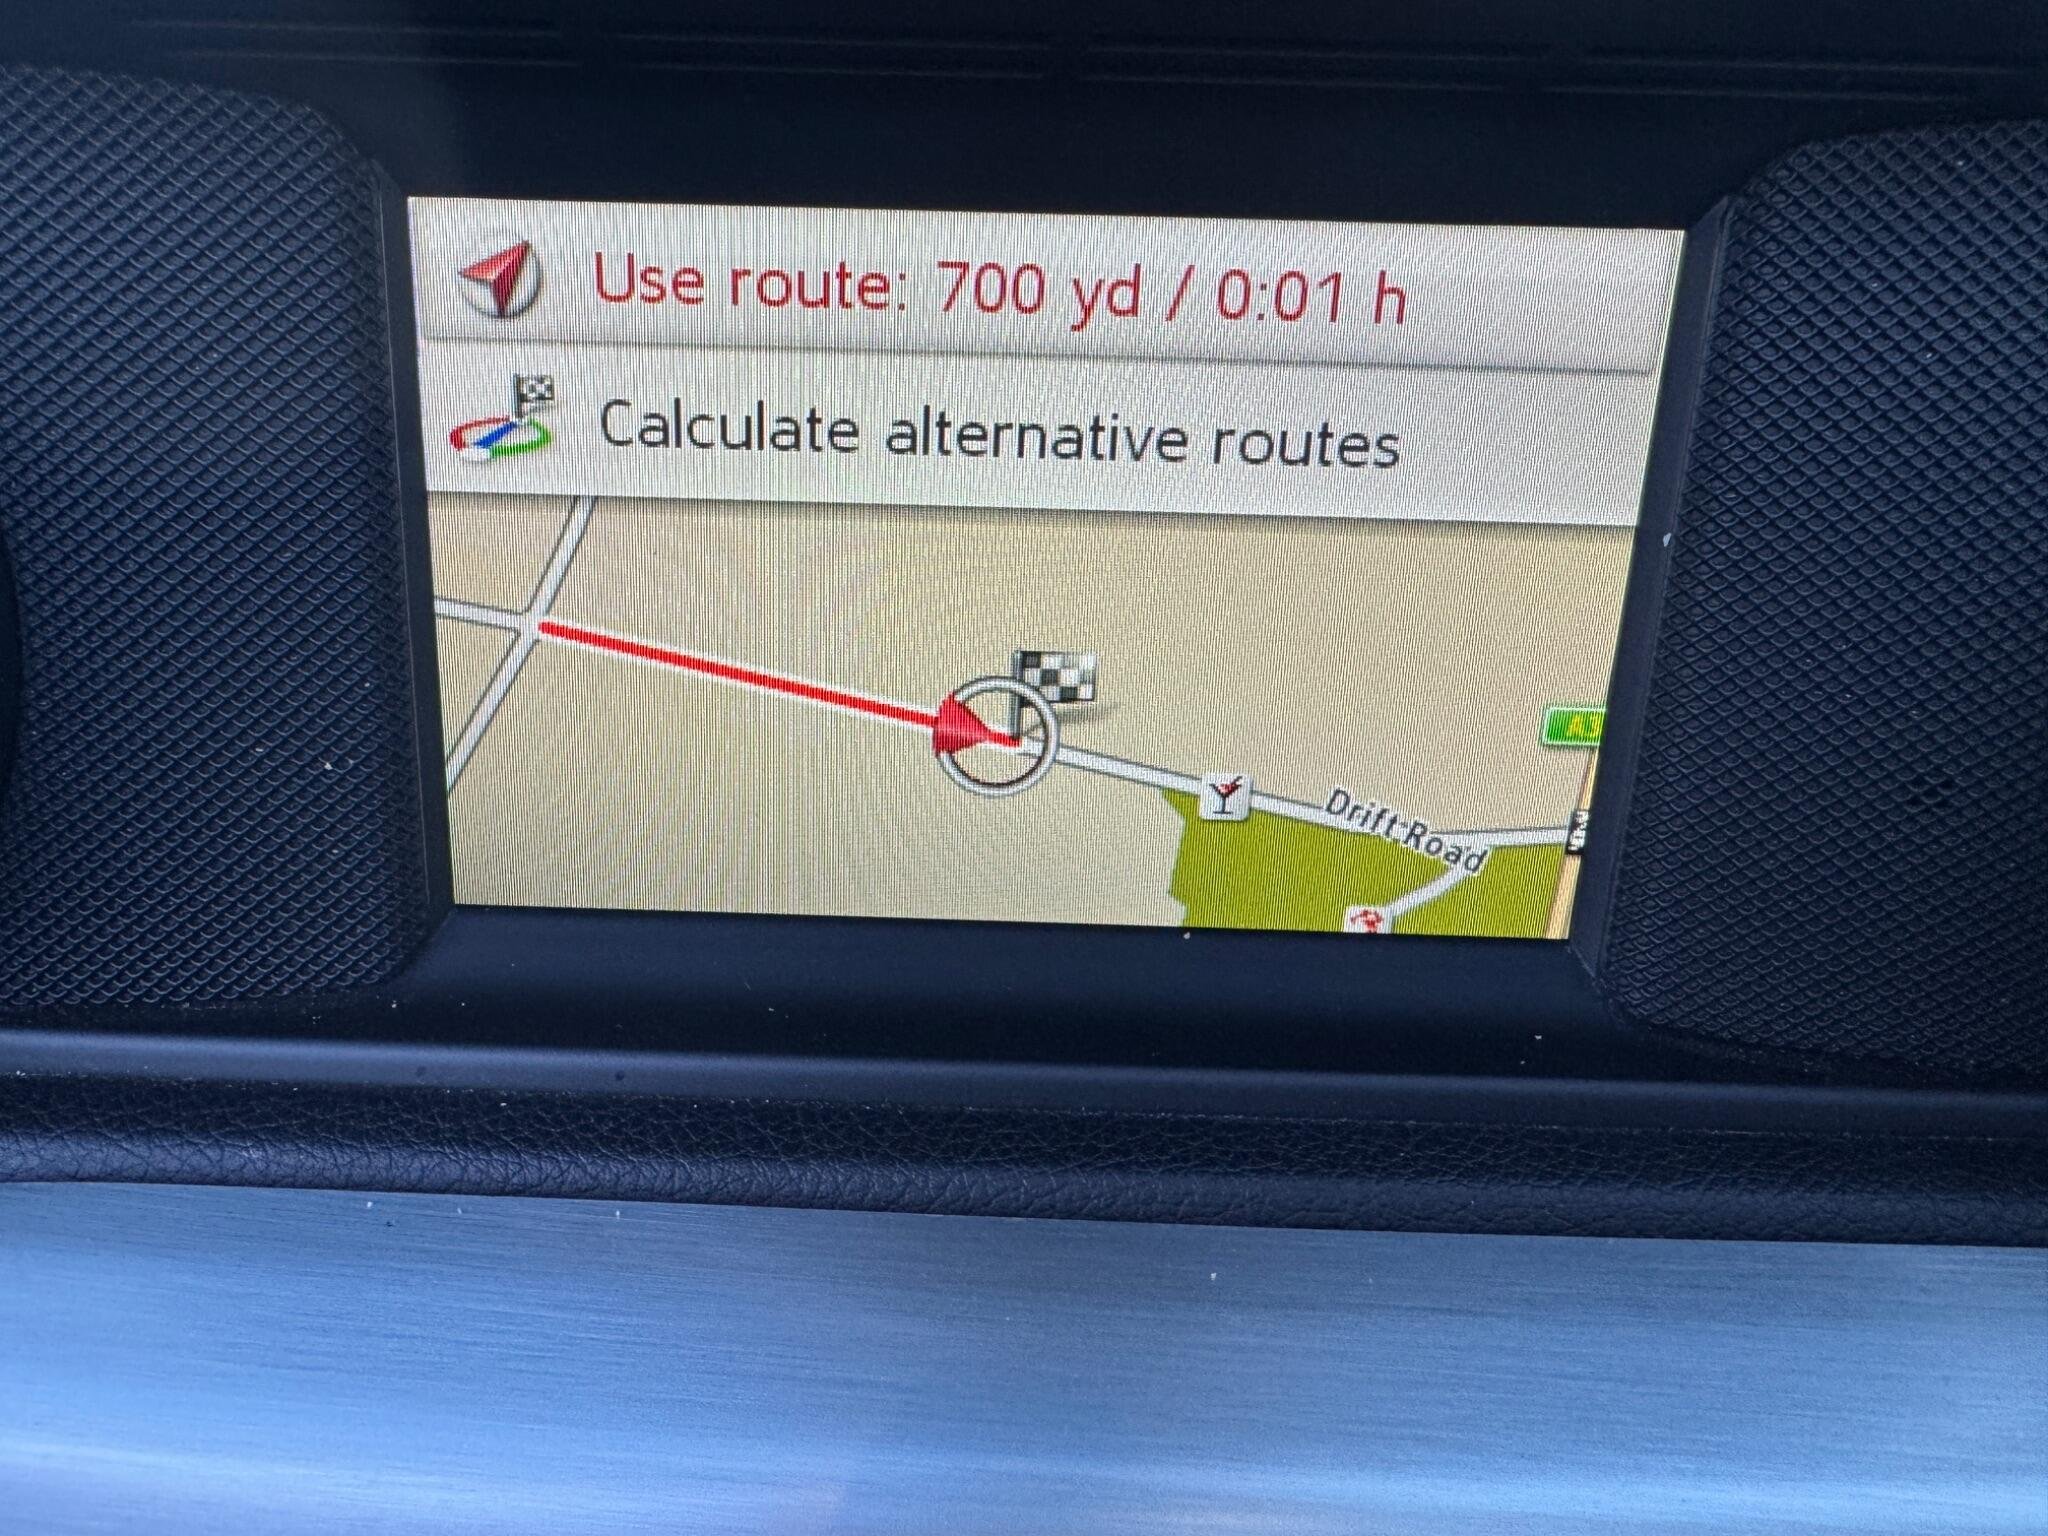 Use route: 700 yd / 0:01 h
Calculate alternative routes
Drift Road